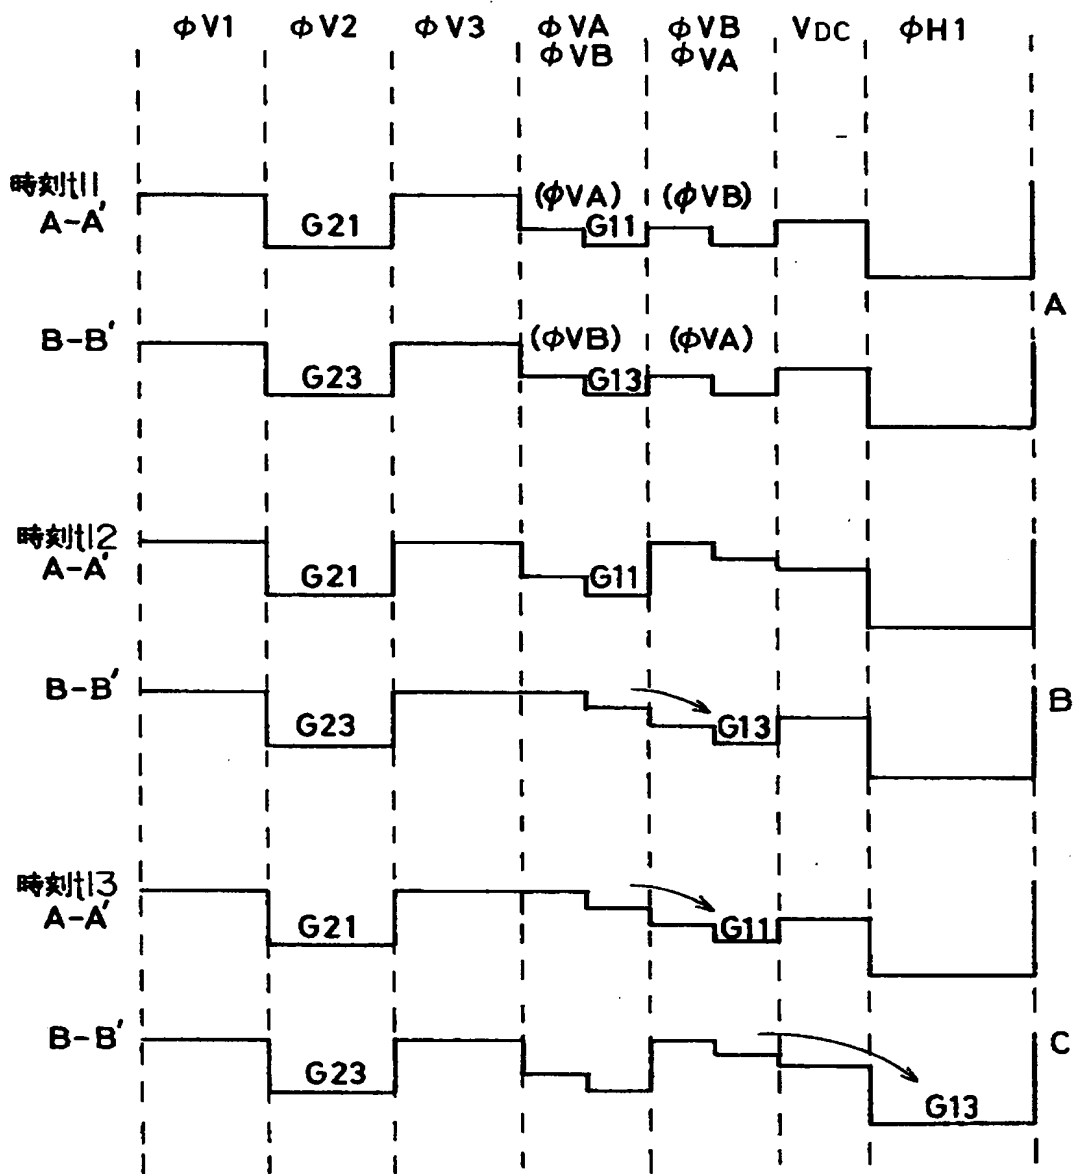 φV1 φV2 φV3 φVA φVB VDC φH1
φVB φVA
時刻t11 (φVA) (φVB)
A-A' G21 G11
A
B-B' (φVB) (φVA)
G23 G13
時刻t12
A-A' G21 G11
B-B' B
G23 G13
時刻t13
A-A' G21 G11
B-B' C
G23 G13